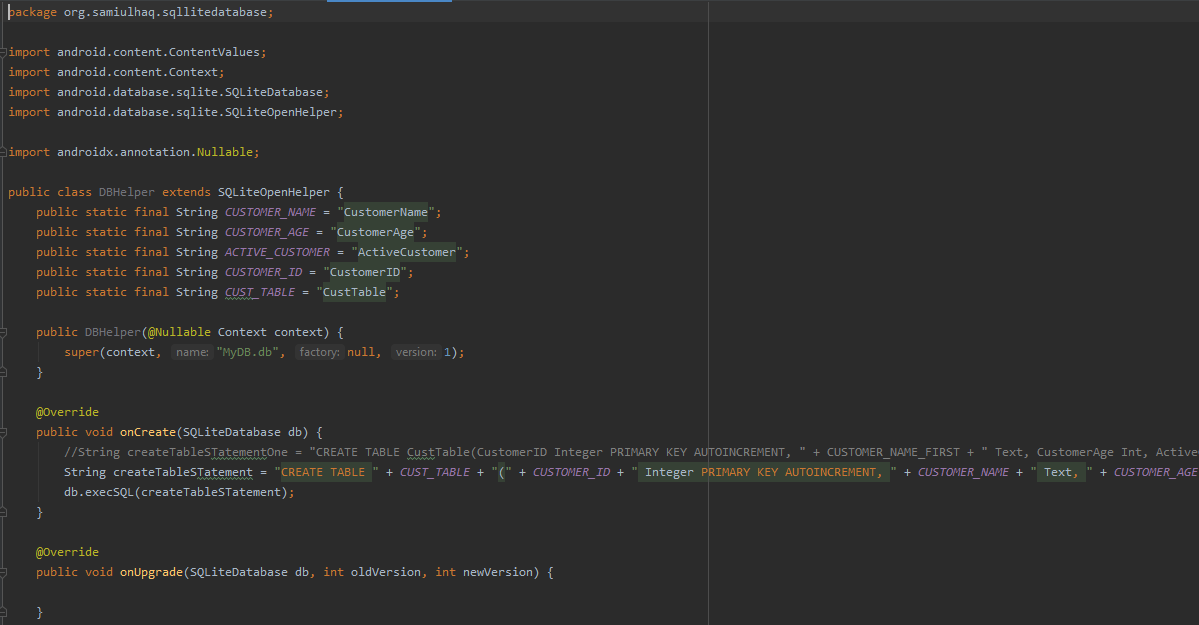 package org.samiulhaq.sqllitedatabase;
import android.content.ContentValues;
import android.content.Context;
import android.database.sqlite.SQLiteDatabase;
import android.database.sqlite.SQLiteOpenHelper;
import androidx.annotation.Nullable;
public class DBHelper extends SQLiteOpenHelper {
public static final String CUSTOMER_NAME = "CustomerName";
public static final String CUSTOMER_AGE = "CustomerAge";
public static final String ACTIVE_CUSTOMER = "ActiveCustomer";
public static final String CUSTOMER_ID = "CustomerID";
public static final String CUST_TABLE = "CustTable";
public DBHelper(@Nullable Context context) {
super(context, name: "MyDB.db", factory: null, version: 1);
}
@Override
public void onCreate(SQLiteDatabase db) {
//String createTableSTatementOne = "CREATE TABLE CustTable(CustomerID Integer PRIMARY KEY AUTOINCREMENT, " + CUSTOMER_NAME_FIRST + " Text, CustomerAge Int, Active
String createTableSTatement = "CREATE TABLE " + CUST_TABLE + "(" + CUSTOMER_ID + " Integer PRIMARY KEY AUTOINCREMENT, " + CUSTOMER_NAME + " Text, " + CUSTOMER_AGE
db.execSQL(createTableSTatement);
}
@Override
public void onUpgrade(SQLiteDatabase db, int oldVersion, int newVersion) {
}